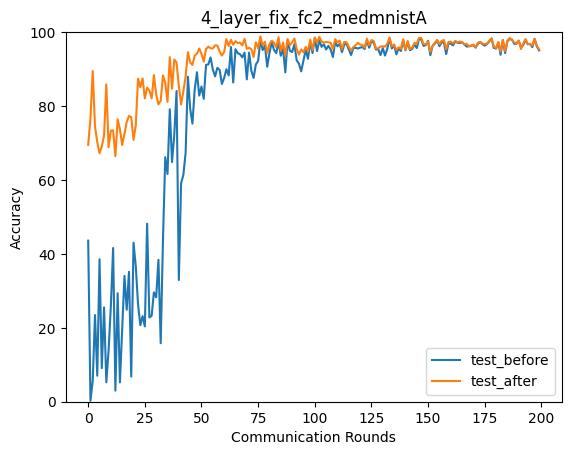 4_layer_fix_fc2_medmnistA
Accuracy
100
80
60
40
20
0
0 25 50 75 100 125 150 175 200
Communication Rounds
test_before
test_after